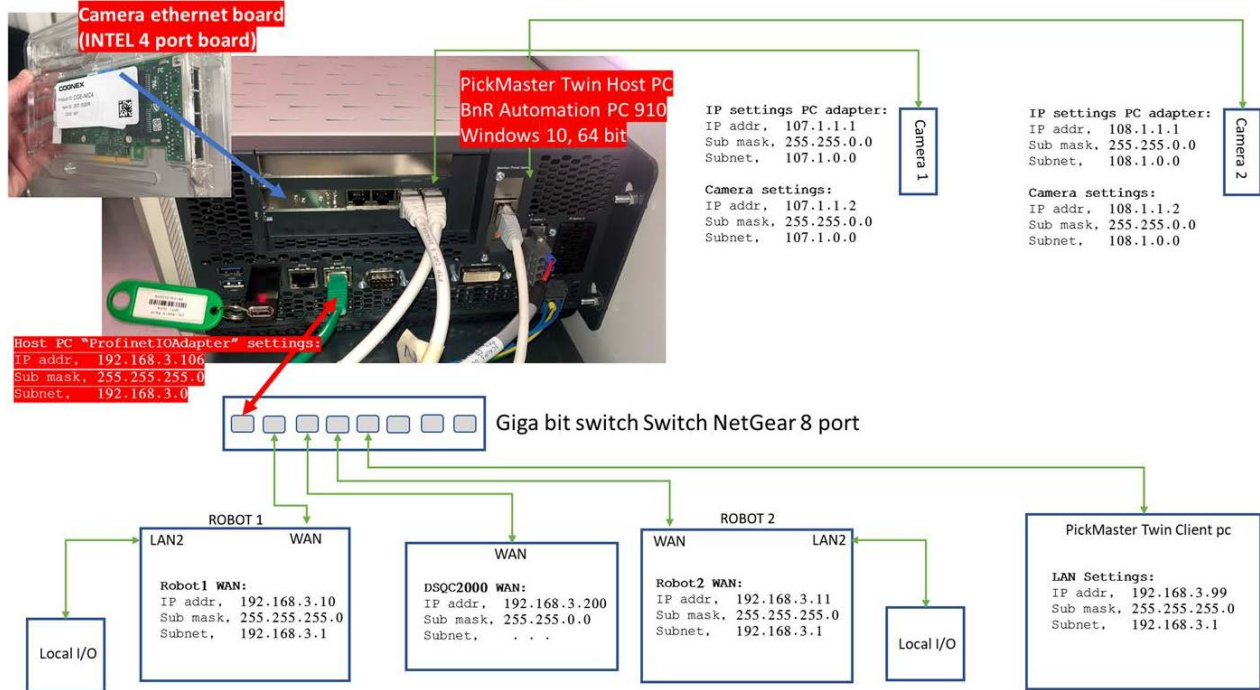 Camera ethernet board
(INTEL 4 port board)
COGNEX
PickMaster Twin Host PC
BnR Automation PC 910
Windows 10, 64 bit
IP settings PC adapter:
IP addr, 107.1.1.1
Sub mask, 255.255.0.0
Subnet, 107.1.0.0
Camera settings:
IP addr, 107.1.1.2
Sub mask, 255.255.0.0
Subnet, 107.1.0.0
Camera 1
IP settings PC adapter:
IP addr, 108.1.1.1
Sub mask, 255.255.0.0
Subnet, 108.1.0.0
Camera settings:
IP addr, 108.1.1.2
Sub mask, 255.255.0.0
Subnet, 108.1.0.0
Camera 2
Host PC “ProfinetIOAdapter” settings:
IP addr, 192.168.3.106
Sub mask, 255.255.255.0
Subnet, 192.168.3.0
Giga bit switch Switch NetGear 8 port
ROBOT 1
LAN2 WAN
Robot1 WAN:
IP addr, 192.168.3.10
Sub mask, 255.255.255.0
Subnet, 192.168.3.1
Local I/O
WAN
DSQC2000 WAN:
IP addr, 192.168.3.200
Sub mask, 255.255.0.0
Subnet, . . .
ROBOT 2
WAN LAN2
Robot2 WAN:
IP addr, 192.168.3.11
Sub mask, 255.255.255.0
Subnet, 192.168.3.1
Local I/O
PickMaster Twin Client pc
LAN Settings:
IP addr, 192.168.3.99
Sub mask, 255.255.255.0
Subnet, 192.168.3.1